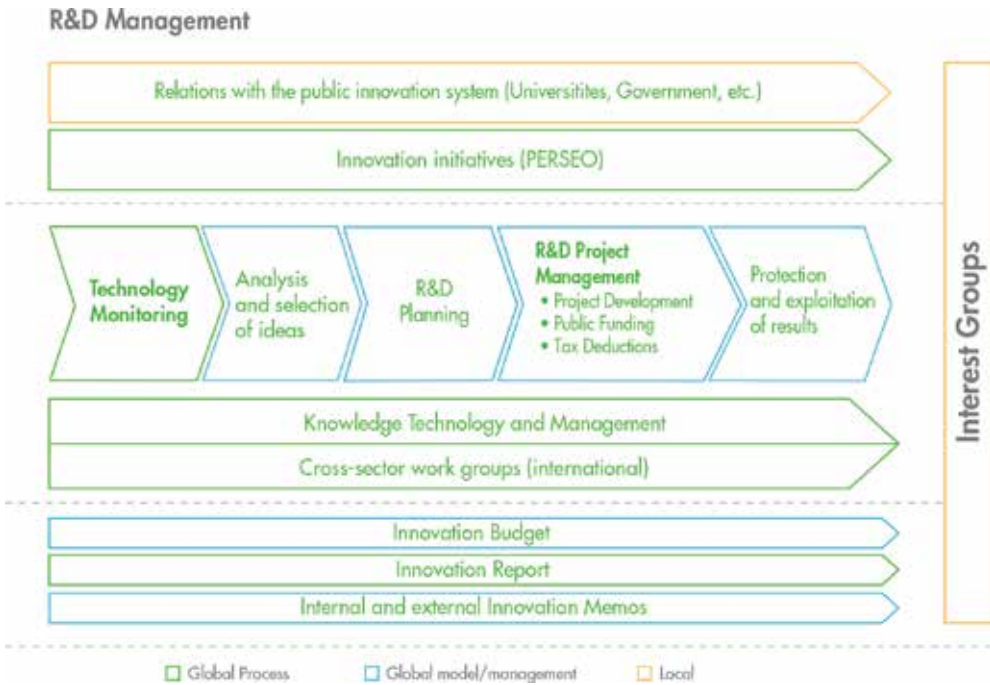 R&D Management
Relations with the public innovation system (Universitites, Government, etc.)
Innovation initiatives (PERSEO)
Technology
Monitoring
Analysis
and selection
of ideas
R&D
Planning
R&D Project
Management
• Project Development
• Public Funding
• Tax Deductions
Protection
and exploitation
of results
Knowledge Technology and Management
Cross-sector work groups (international)
Innovation Budget
Innovation Report
Internal and external Innovation Memos
Interest Groups
Global Process
Global model/management
Local